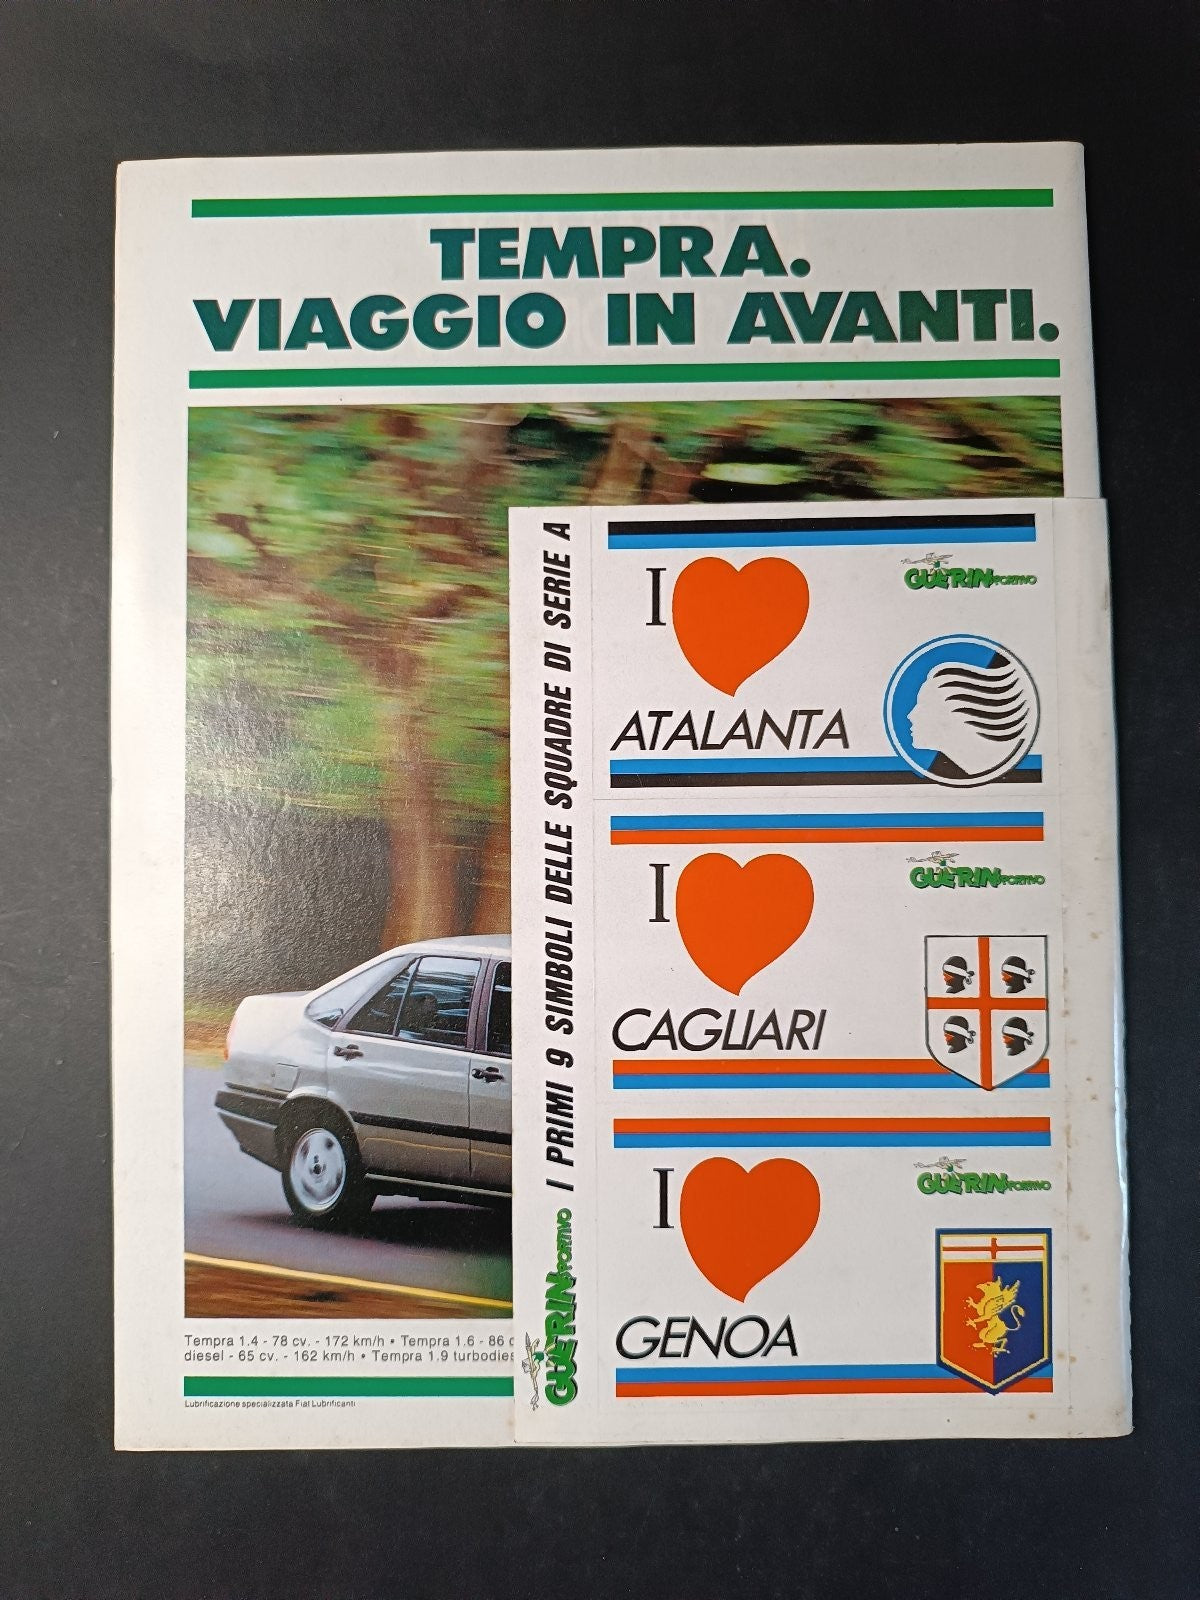 TEMPRA.
VIAGGIO IN AVANTI.
Tempra 1.4 - 78 cv. - 172 km/h • Tempra 1.6 - 86 c
diesel - 65 cv. - 162 km/h • Tempra 1.9 turbodies
Lubrificazione specializzata Fiat Lubrificanti
GUERIN SPORTIVO I PRIMI 9 SIMBOLI DELLE SQUADRE DI SERIE A
I
GUERIN SPORTIVO
ATALANTA
I
GUERIN SPORTIVO
CAGLIARI
I
GUERIN SPORTIVO
GENOA